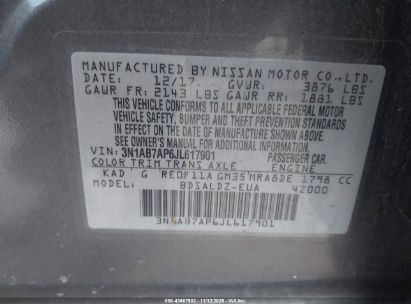 MANUFACTURED BY NISSAN MOTOR CO.,LTD.
DATE: 12/17 GVWR: 3876 LBS
GAWR FR: 2143 LBS GAWR RR: 1881 LBS
THIS VEHICLE CONFORMS TO ALL APPLICABLE FEDERAL MOTOR
VEHICLE SAFETY, BUMPER AND THEFT PREVENTION STANDARDS
IN EFFECT ON THE DATE OF MANUFACTURE SHOWN ABOVE.
SEE OWNER'S MANUAL FOR ADDITIONAL INFORMATION.
VIN: 3N1AB7AP6JL617901 PASSENGER CAR
COLOR TRIM TRANS AXLE ENGINE
KAD G RE0F11A GM35 MRA8DE 1798 CC
MODEL: BDSALDZ-EUA 42000
3N1AB7AP6JL617901